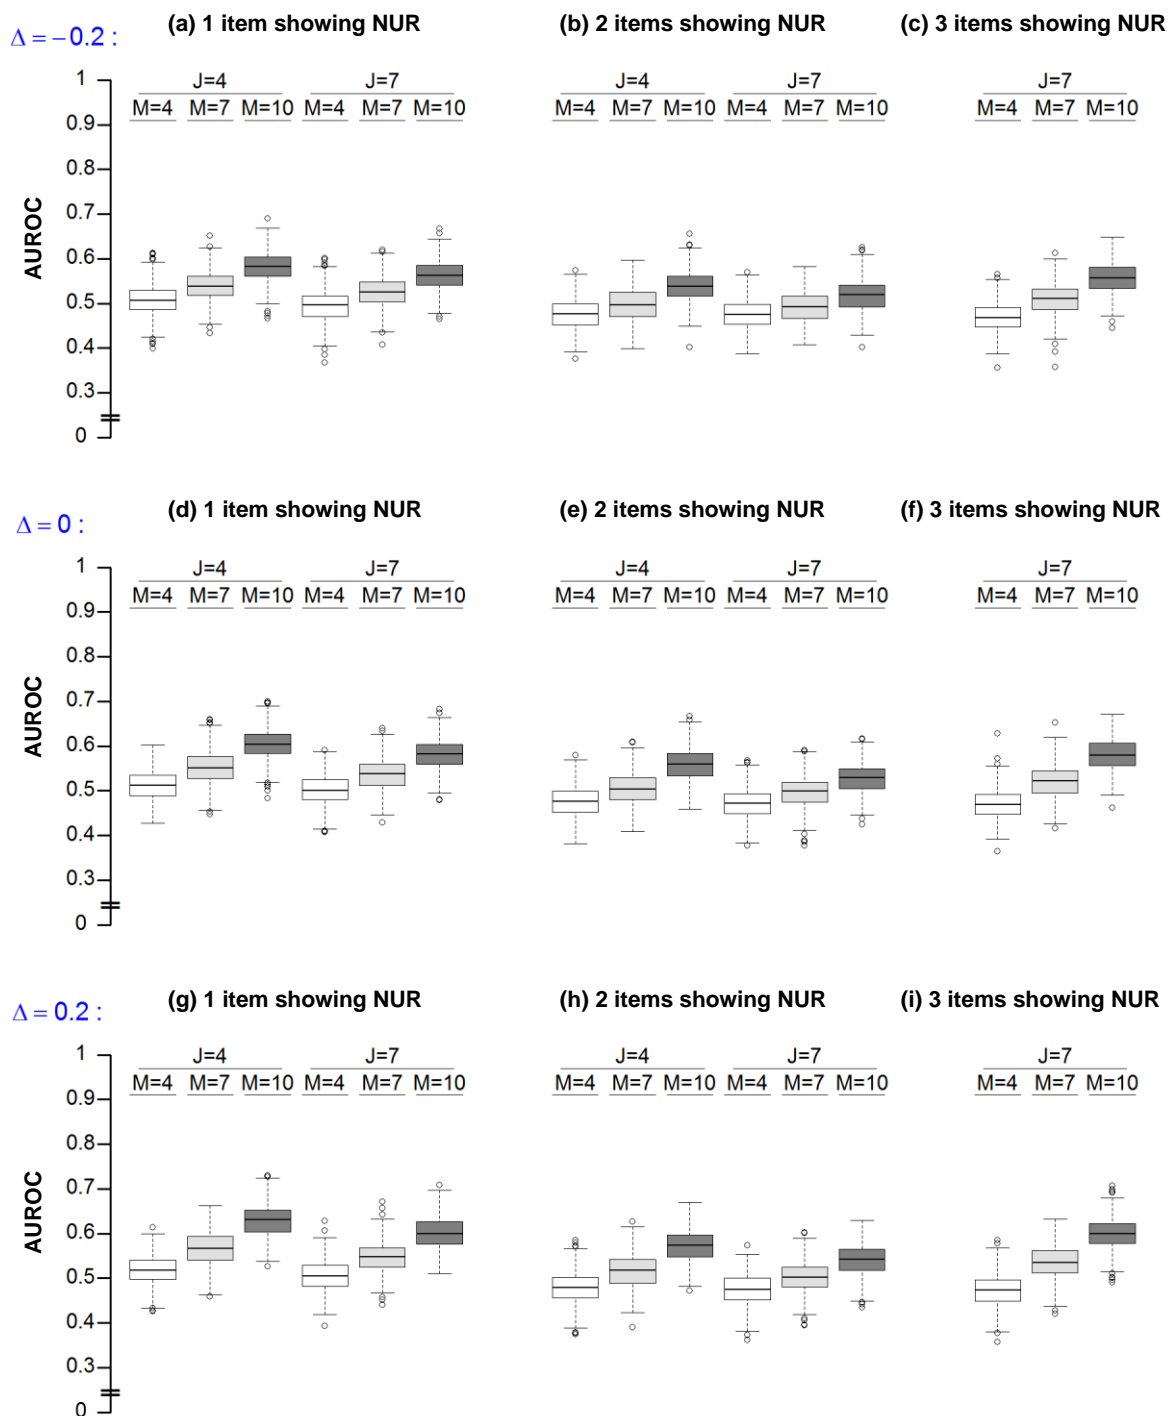 (a) 1 item showing NUR (b) 2 items showing NUR (c) 3 items showing NUR
Δ = −0.2 :
J=4 J=7 J=4 J=7 J=7
M=4 M=7 M=10 M=4 M=7 M=10 M=4 M=7 M=10 M=4 M=7 M=10 M=4 M=7 M=10
1
0.9
0.8
0.7
0.6
0.5
0.4
0.3
0
AUROC
(d) 1 item showing NUR (e) 2 items showing NUR (f) 3 items showing NUR
Δ = 0 :
J=4 J=7 J=4 J=7 J=7
M=4 M=7 M=10 M=4 M=7 M=10 M=4 M=7 M=10 M=4 M=7 M=10 M=4 M=7 M=10
1
0.9
0.8
0.7
0.6
0.5
0.4
0.3
0
AUROC
(g) 1 item showing NUR (h) 2 items showing NUR (i) 3 items showing NUR
Δ = 0.2 :
J=4 J=7 J=4 J=7 J=7
M=4 M=7 M=10 M=4 M=7 M=10 M=4 M=7 M=10 M=4 M=7 M=10 M=4 M=7 M=10
1
0.9
0.8
0.7
0.6
0.5
0.4
0.3
0
AUROC